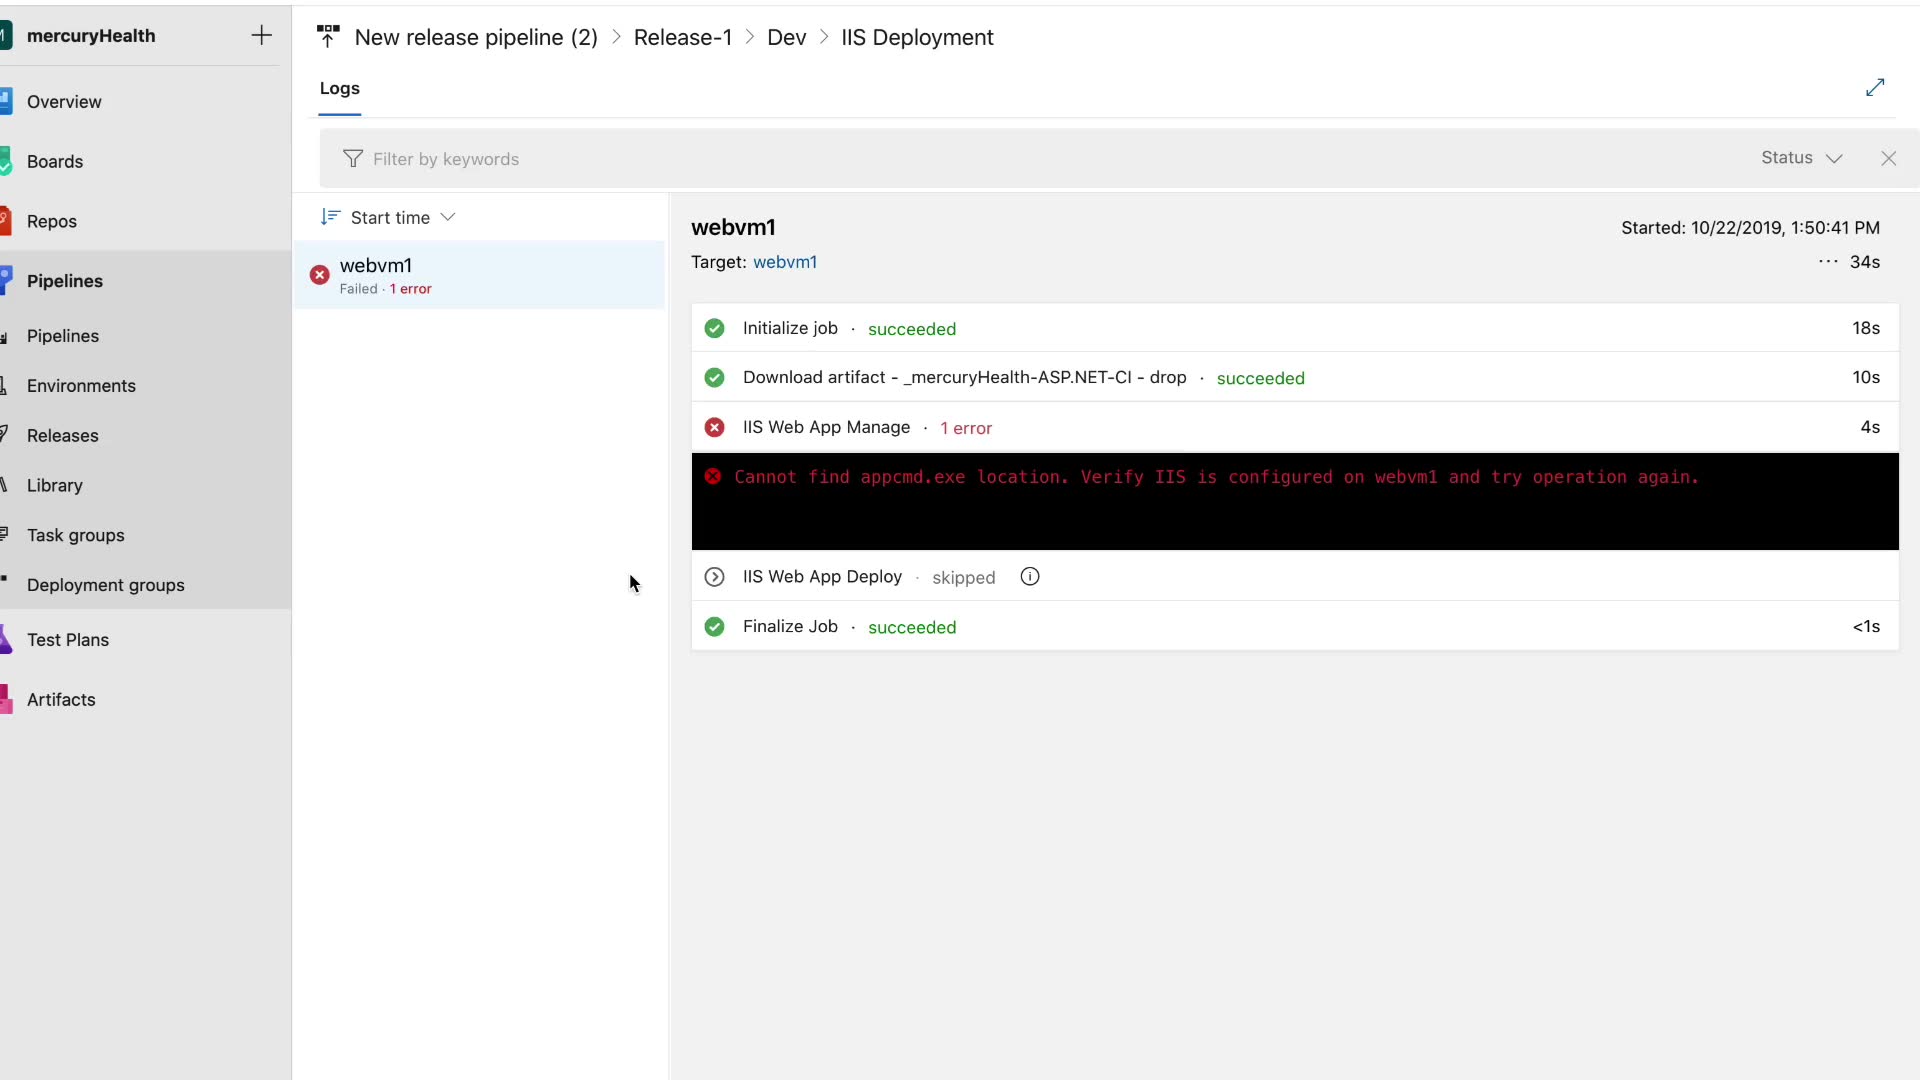 mercuryHealth
Overview
Boards
Repos
Pipelines
Pipelines
Environments
Releases
Library
Task groups
Deployment groups
Test Plans
Artifacts
New release pipeline (2) > Release-1 > Dev > IIS Deployment
Logs
Filter by keywords
Status
Start time
webvm1
Failed · 1 error
webvm1
Started: 10/22/2019, 1:50:41 PM
Target: webvm1
··· 34s
Initialize job · succeeded 18s
Download artifact - _mercuryHealth-ASP.NET-CI - drop · succeeded 10s
IIS Web App Manage · 1 error 4s
Cannot find appcmd.exe location. Verify IIS is configured on webvm1 and try operation again.
IIS Web App Deploy · skipped
Finalize Job · succeeded <1s